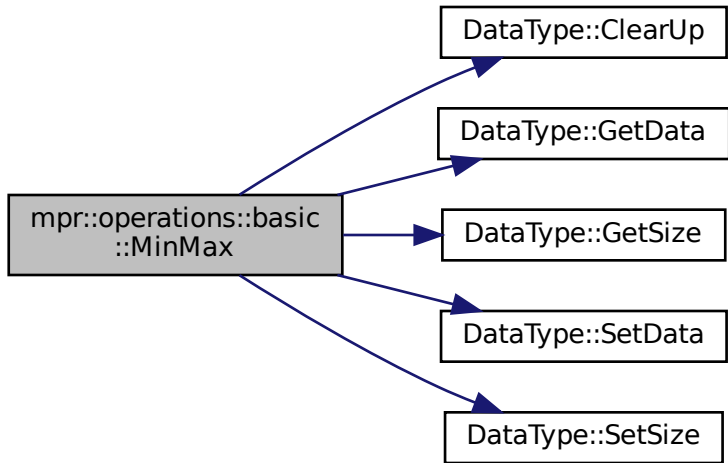 DataType::ClearUp
DataType::GetData
mpr::operations::basic
::MinMax
DataType::GetSize
DataType::SetData
DataType::SetSize